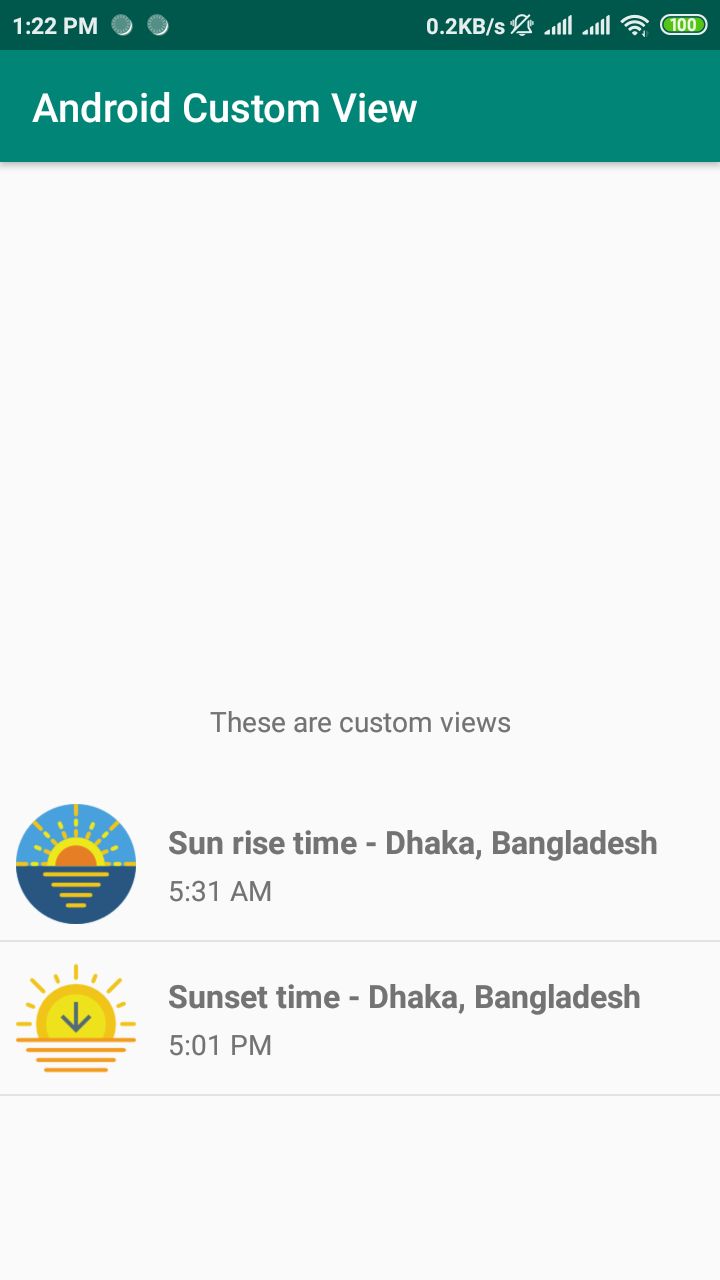 1:22 PM 0.2KB/s 100
Android Custom View
These are custom views
Sun rise time - Dhaka, Bangladesh
5:31 AM
Sunset time - Dhaka, Bangladesh
5:01 PM